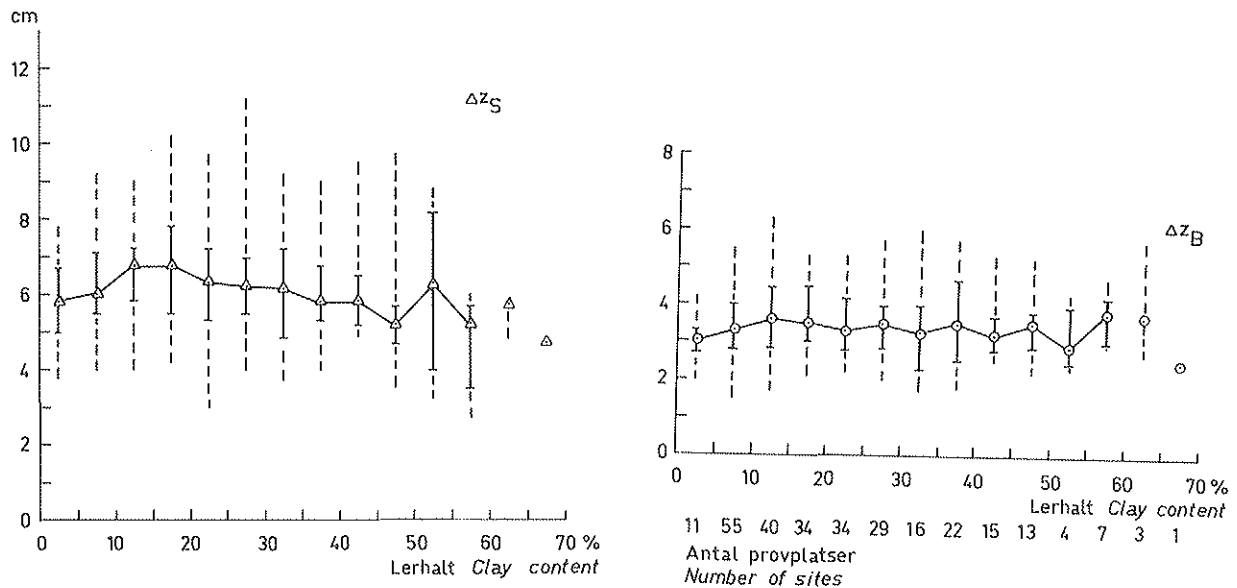 cm
12
10
8
6
4
2
0
△zS
0 10 20 30 40 50 60 70 %
Lerhalt Clay content
8
6
4
2
0
△zB
0 10 20 30 40 50 60 70 %
Lerhalt Clay content
11 55 40 34 34 29 16 22 15 13 4 7 3 1
Antal provplatser
Number of sites